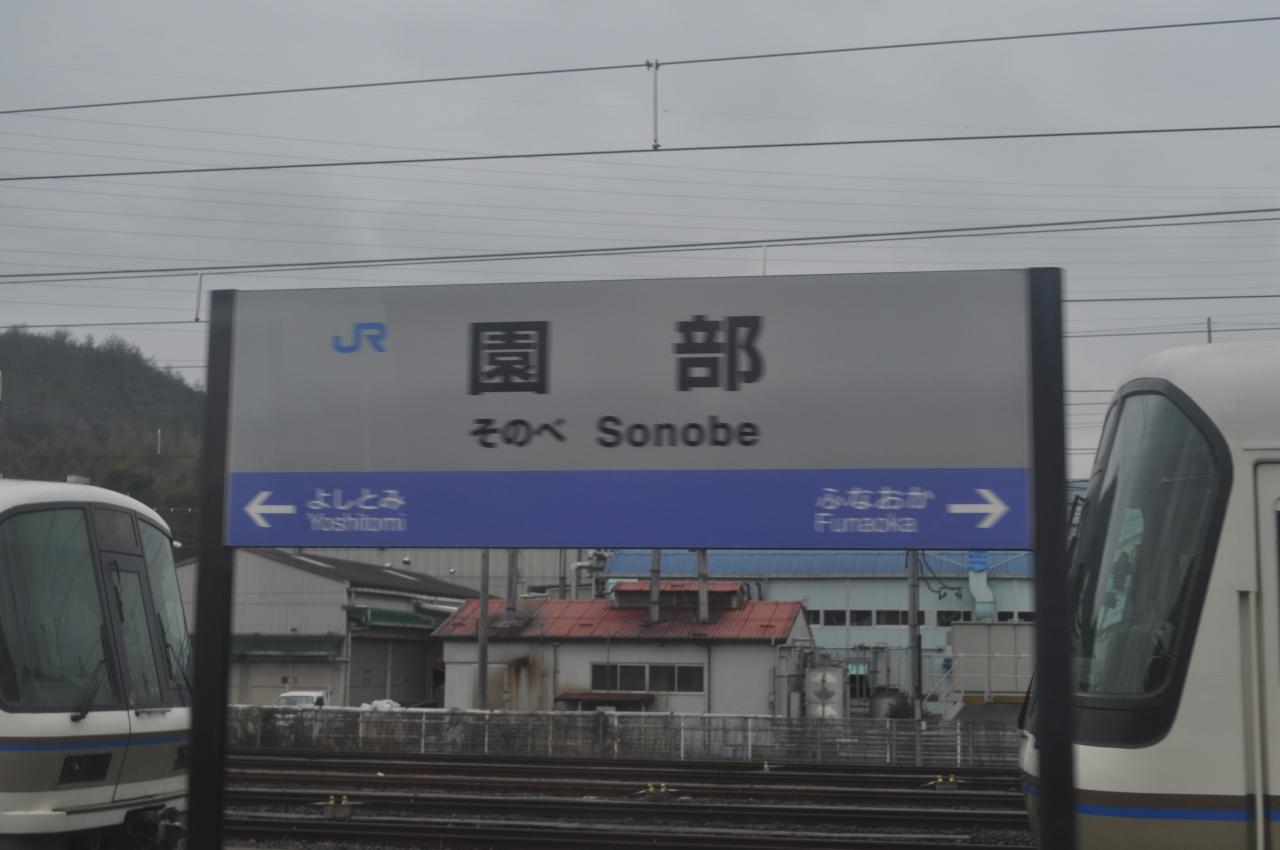 JR
園部
そのべ Sonobe
← よしとみ ふなおか →
Yoshitomi Funaoka